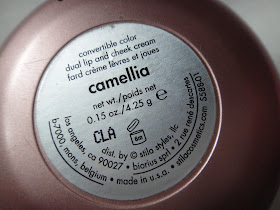 convertible color
dual lip and cheek cream
fard crème lèvres et joues
camellia
net wt./poids net
0.15 oz./4.25 g
CLA
6m
los angeles, ca 90027 • biorius sprl • 2 rue rené descartes
b-7000, mons, belgium • made in u.s.a. • stilacosmetics.com
dist. by © stila styles, llc